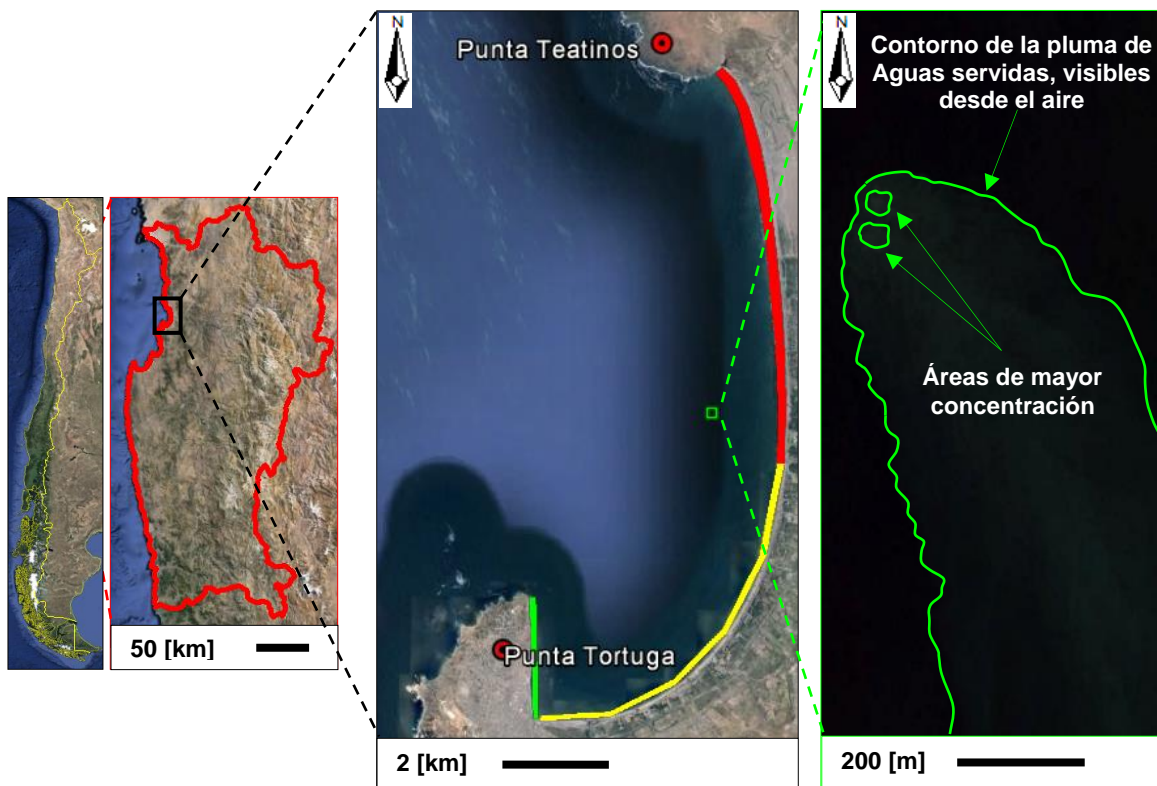 N
Punta Teatinos
Punta Tortuga
50 [km]
2 [km]
N
Contorno de la pluma de
Aguas servidas, visibles
desde el aire
Áreas de mayor
concentración
200 [m]